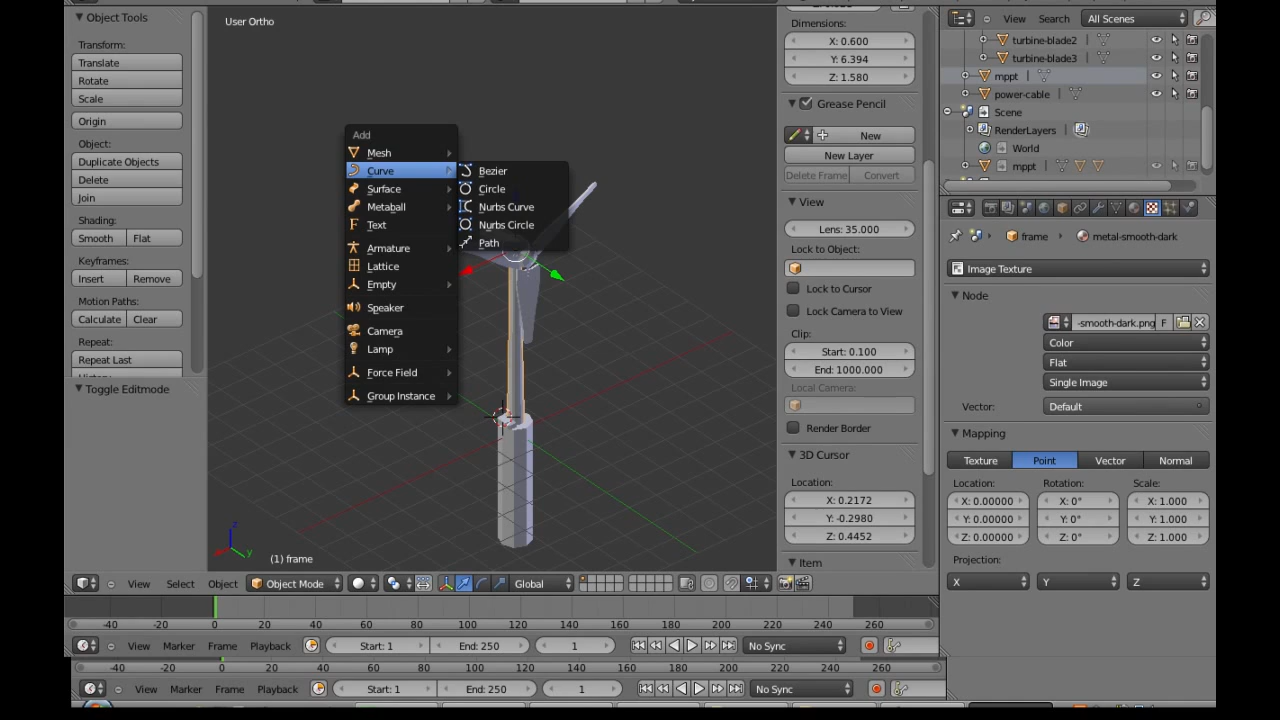 Object Tools
Transform:
Translate
Rotate
Scale
Origin
Object:
Duplicate Objects
Delete
Join
Shading:
Smooth Flat
Keyframes:
Insert Remove
Motion Paths:
Calculate Clear
Repeat:
Repeat Last
Toggle Editmode
User Ortho
Add
Mesh
Curve
Surface
Metaball
Text
Armature
Lattice
Empty
Speaker
Camera
Lamp
Force Field
Group Instance
Bezier
Circle
Nurbs Curve
Nurbs Circle
Path
z
y
(1) frame
View Select Object Object Mode Global
Dimensions:
X: 0.600
Y: 6.394
Z: 1.580
Grease Pencil
New
New Layer
Delete Frame Convert
View
Lens: 35.000
Lock to Object:
Lock to Cursor
Lock Camera to View
Clip:
Start: 0.100
End: 1000.000
Local Camera:
Render Border
3D Cursor
Location:
X: 0.2172
Y: -0.2980
Z: 0.4452
Item
View Search All Scenes
turbine-blade2
turbine-blade3
mppt
power-cable
Scene
RenderLayers
World
mppt
frame metal-smooth-dark
Image Texture
Node
-smooth-dark.png F
Color
Flat
Single Image
Vector: Default
Mapping
Texture Point Vector Normal
Location: Rotation: Scale:
X: 0.00000 X: 0° X: 1.000
Y: 0.00000 Y: 0° Y: 1.000
Z: 0.00000 Z: 0° Z: 1.000
Projection:
X Y Z
-40 -20 0 20 40 60 80 100 120 140 160 180 200 220 240 260
View Marker Frame Playback Start: 1 End: 250 1 No Sync
-40 -20 0 20 40 60 80 100 120 140 160 180 200 220 240 260
View Marker Frame Playback Start: 1 End: 250 1 No Sync